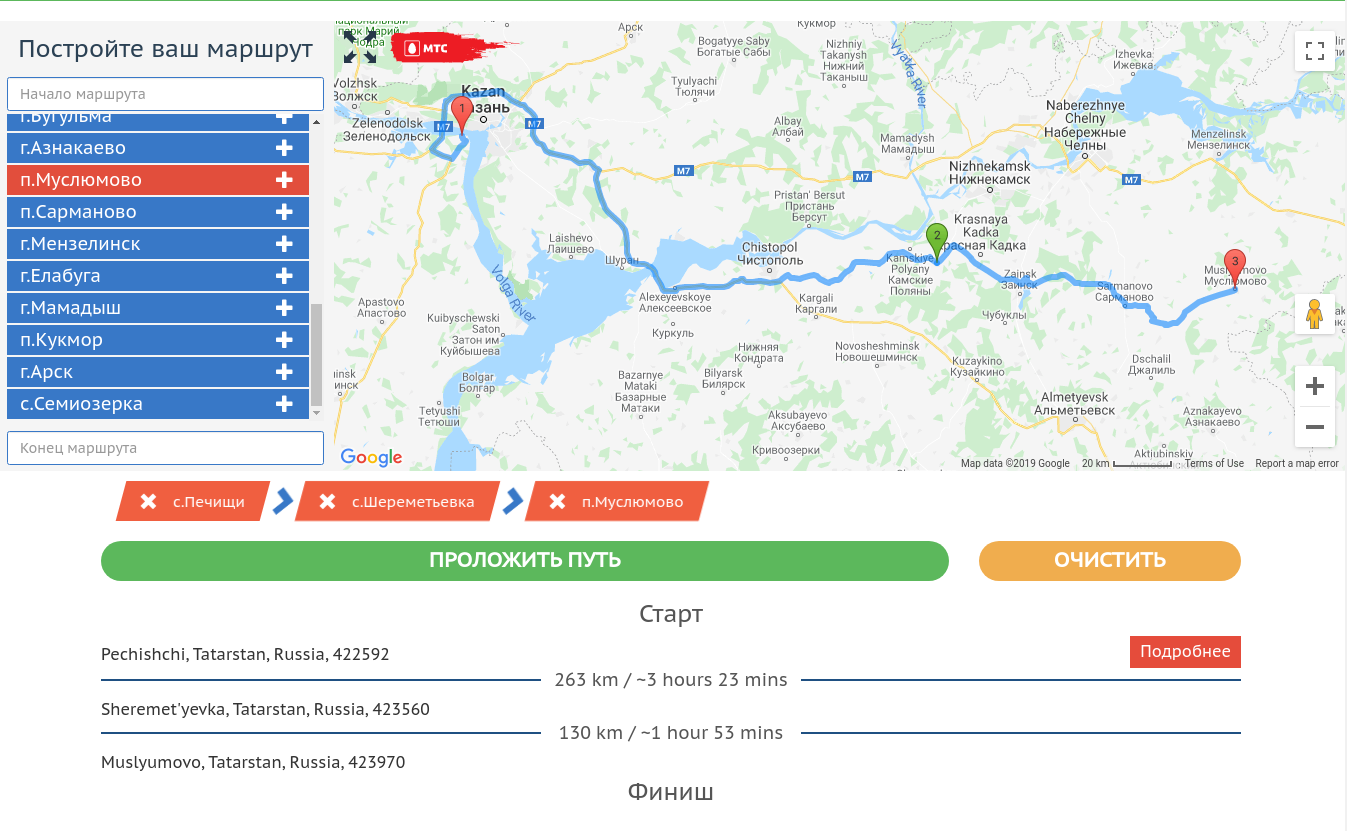 Постройте ваш маршрут
Начало маршрута
г.Бугульма
г.Азнакаево
п.Муслюмово
п.Сарманово
г.Мензелинск
г.Елабуга
г.Мамадыш
п.Кукмор
г.Арск
с.Семиозерка
Конец маршрута
мтс
Арск
Кукмор
Bogatyye Saby
Богатые Сабы
Nizhniy
Takanysh
Нижний
Таканыш
Vyatka River
Izhevka
Ижевка
Tyulyachi
Тюлячи
Volzhsk
Волжск
Kazan
Казань
Zelenodolsk
Зеленодольск
M7
M7
M7
M7
M7
1
Albay
Албай
Mamadysh
Мамадыш
Naberezhnye
Chelny
Набережные
Челны
Menzelinsk
Мензелинск
Nizhnekamsk
Нижнекамск
Pristan' Bersut
Пристань
Берсут
Krasnaya
Kadka
Красная Кадка
2
Laishevo
Лаишево
Шуран
Chistopol
Чистополь
Kamskiye
Polyany
Камские
Поляны
Zainsk
Заинск
Sarmanovo
Сарманово
3
Muslyumovo
Муслюмово
Volga River
Apastovo
Апастово
Alexeyevskoye
Алексеевское
Kargali
Каргали
Чубуклы
Kuibyschewski
Saton
Затон им
Куйбышева
Куркуль
Нижняя
Кондрата
Novosheshminsk
Новошешминск
Kuzaykino
Кузайкино
Dschalil
Джалиль
Bolgar
Болгар
Bazarnye
Mataki
Базарные
Матаки
Bilyarsk
Билярск
Almetyevsk
Альметьевск
Tetyushi
Тетюши
Aksubayevo
Аксубаево
Aznakayevo
Азнакаево
Кривоозерки
Aktiubinskiy
Google
Map data ©2019 Google
20 km
Terms of Use
Report a map error
с.Печищи
с.Шереметьевка
п.Муслюмово
ПРОЛОЖИТЬ ПУТЬ
ОЧИСТИТЬ
Старт
Pechishchi, Tatarstan, Russia, 422592
Подробнее
263 km / ~3 hours 23 mins
Sheremet'yevka, Tatarstan, Russia, 423560
130 km / ~1 hour 53 mins
Muslyumovo, Tatarstan, Russia, 423970
Финиш